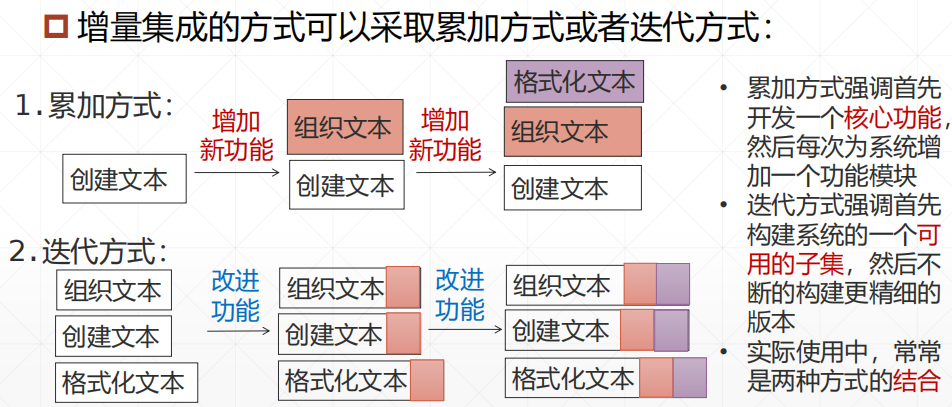 增量集成的方式可以采取累加方式或者迭代方式：
1.累加方式：
创建文本
增加
新功能
组织文本
创建文本
增加
新功能
格式化文本
组织文本
创建文本
2.迭代方式：
组织文本
创建文本
格式化文本
改进
功能
组织文本
创建文本
格式化文本
改进
功能
组织文本
创建文本
格式化文本
• 累加方式强调首先
开发一个核心功能，
然后每次为系统增
加一个功能模块
• 迭代方式强调首先
构建系统的一个可
用的子集，然后不
断的构建更精细的
版本
• 实际使用中，常常
是两种方式的结合